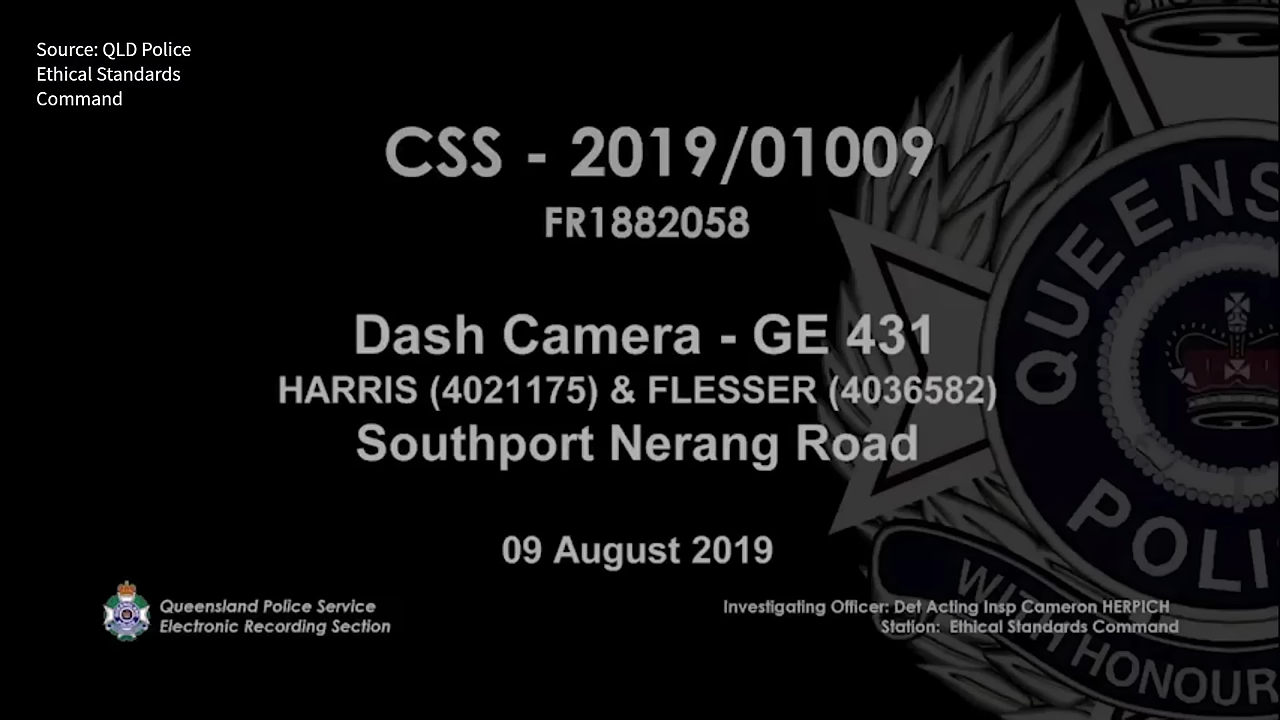 Source: QLD Police
Ethical Standards
Command
CSS - 2019/01009
FR1882058
Dash Camera - GE 431
HARRIS (4021175) & FLESSER (4036582)
Southport Nerang Road
09 August 2019
Queensland Police Service
Electronic Recording Section
Investigating Officer: Det Acting Insp Cameron HERPICH
Station: Ethical Standards Command
QUEENS
POLI
WITH HONOUR